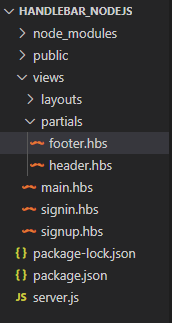 HANDLEBAR_NODEJS
node_modules
public
views
layouts
partials
footer.hbs
header.hbs
main.hbs
signin.hbs
signup.hbs
{} package-lock.json
{} package.json
JS server.js